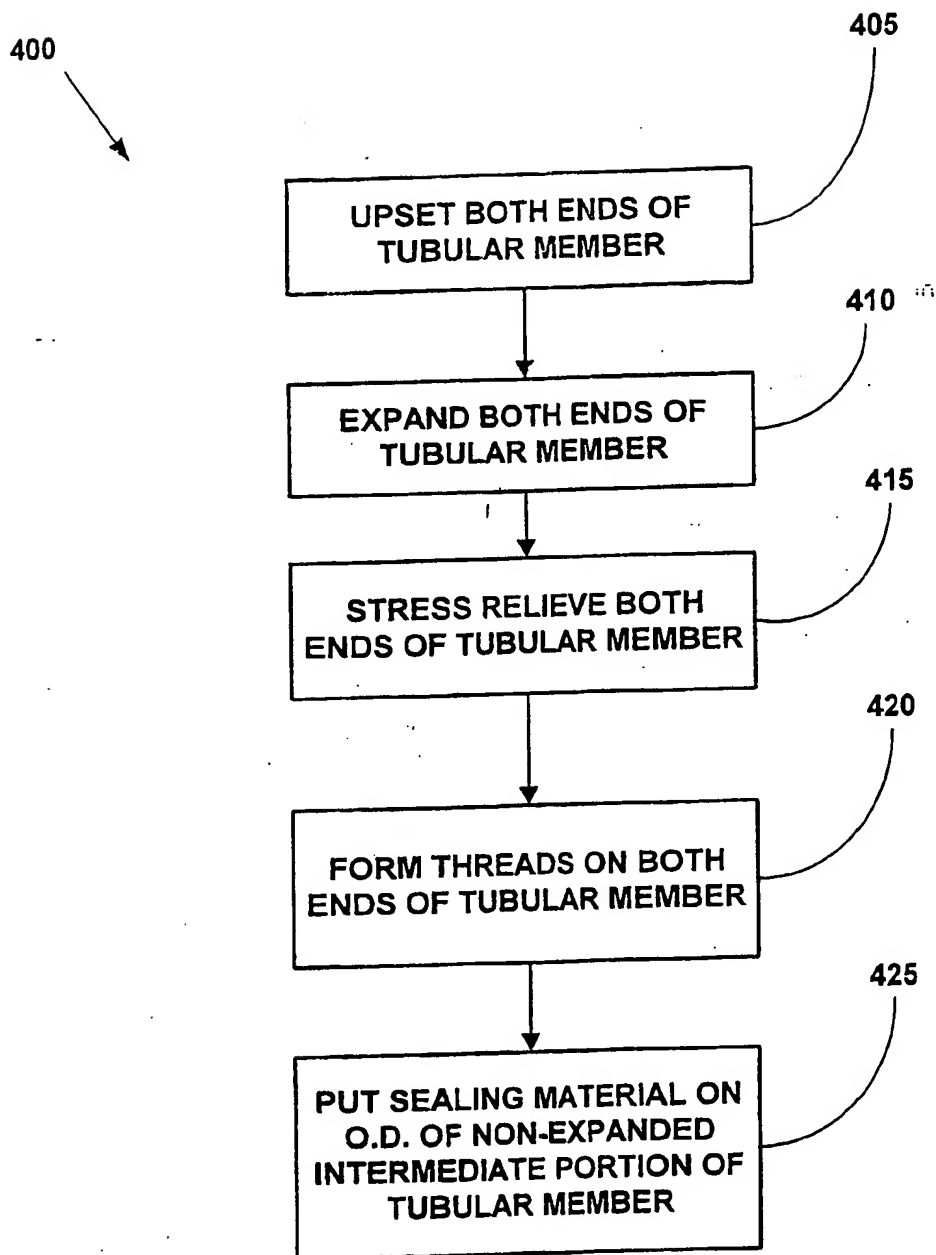 400
405
UPSET BOTH ENDS OF
TUBULAR MEMBER
410
EXPAND BOTH ENDS OF
TUBULAR MEMBER
415
STRESS RELIEVE BOTH
ENDS OF TUBULAR MEMBER
420
FORM THREADS ON BOTH
ENDS OF TUBULAR MEMBER
425
PUT SEALING MATERIAL ON
O.D. OF NON-EXPANDED
INTERMEDIATE PORTION OF
TUBULAR MEMBER